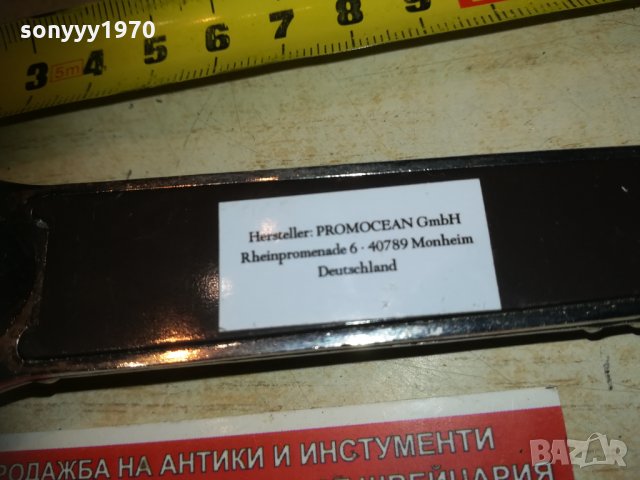 sonyyy1970
3 4 5 6 7 8 9
5m
Hersteller: PROMOCEAN GmbH
Rheinpromenade 6 · 40789 Monheim
Deutschland
НА АНТИКИ И ИНСТУМЕНТИ
BAZAR